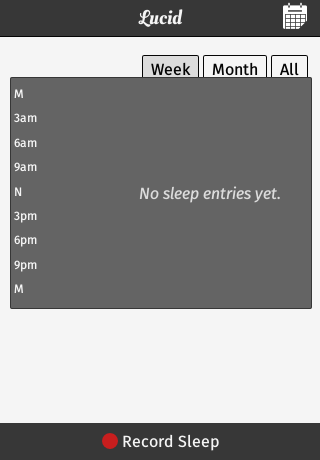 Lucid
Week Month All
M
3am
6am
9am
N
3pm
6pm
9pm
M
No sleep entries yet.
Record Sleep